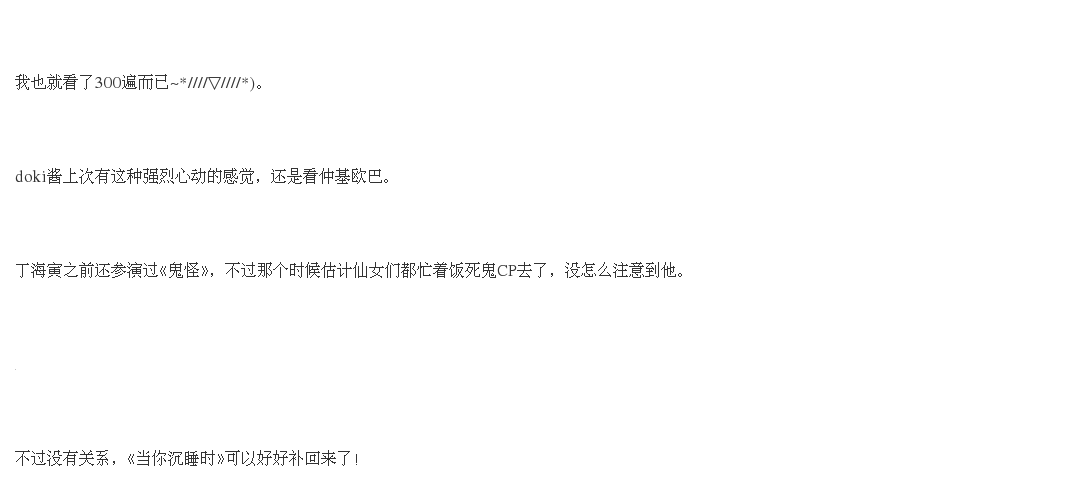 我也就看了300遍而已~*////▽////*)。
doki酱上次有这种强烈心动的感觉，还是看仲基欧巴。
丁海寅之前还参演过《鬼怪》，不过那个时候估计仙女们都忙着饭死鬼CP去了，没怎么注意到他。
不过没有关系，《当你沉睡时》可以好好补回来了!